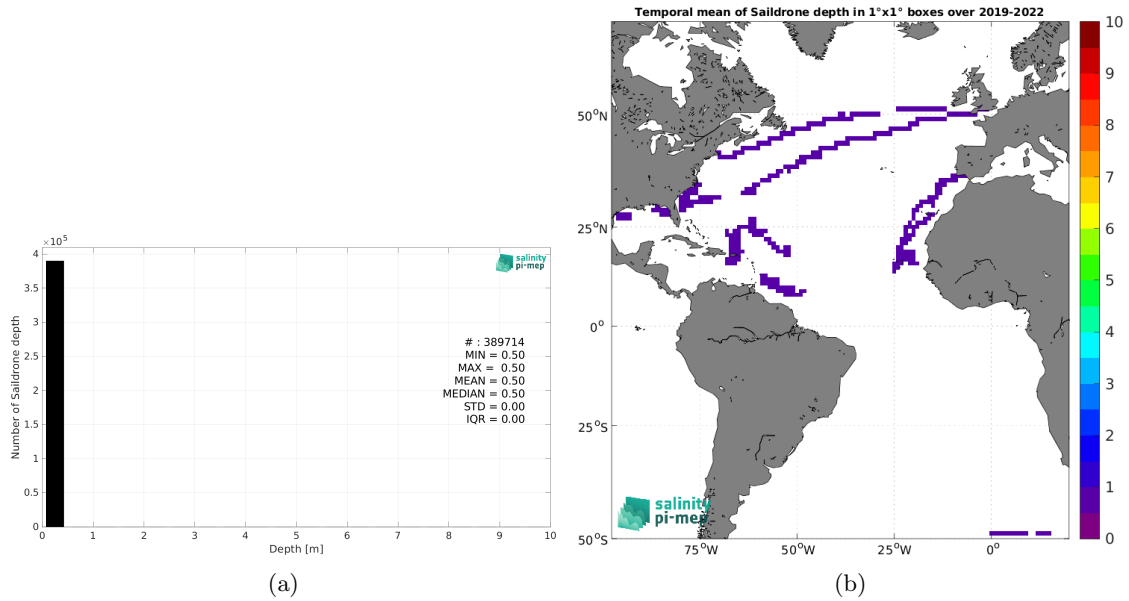 ×10⁵
4
3.5
3
2.5
2
1.5
1
0.5
0
Number of Saildrone depth
salinity
pi-mep
# : 389714
MIN = 0.50
MAX = 0.50
MEAN = 0.50
MEDIAN = 0.50
STD = 0.00
IQR = 0.00
0 1 2 3 4 5 6 7 8 9 10
Depth [m]
(a)
Temporal mean of Saildrone depth in 1°x1° boxes over 2019-2022
50°N
25°N
0°
25°S
50°S
salinity
pi-mep
75°W 50°W 25°W 0°
10
9
8
7
6
5
4
3
2
1
0
(b)